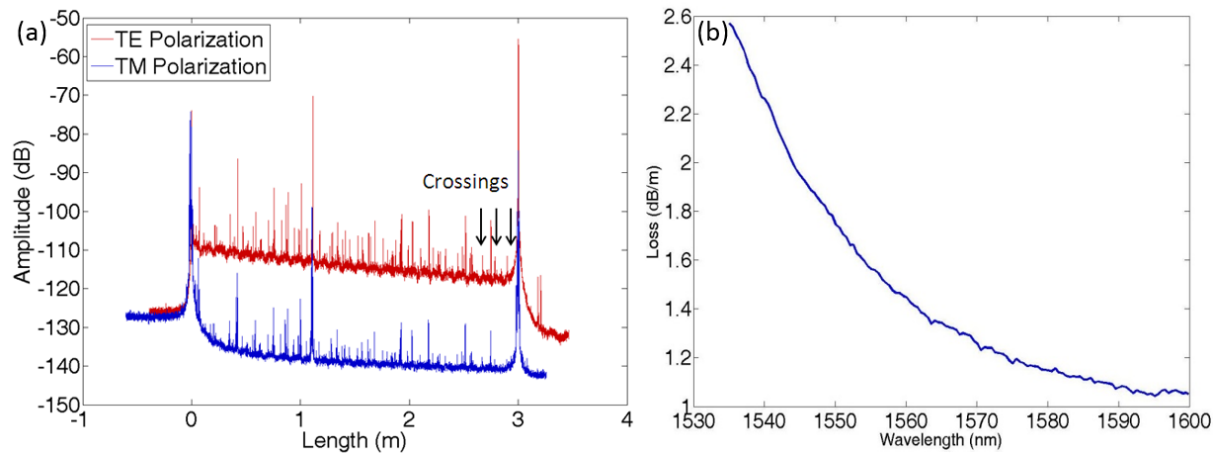 (a)
TE Polarization
TM Polarization
Crossings
Amplitude (dB)
-50
-60
-70
-80
-90
-100
-110
-120
-130
-140
-150
-1 0 1 2 3 4
Length (m)
(b)
Loss (dB/m)
2.6
2.4
2.2
2
1.8
1.6
1.4
1.2
1
1530 1540 1550 1560 1570 1580 1590 1600
Wavelength (nm)